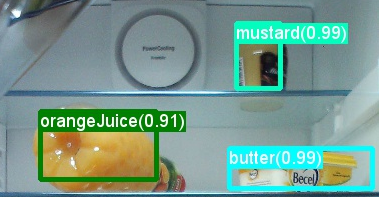 mustard(0.99)
PowerCooling
orangeJuice(0.91)
butter(0.99)
Becel